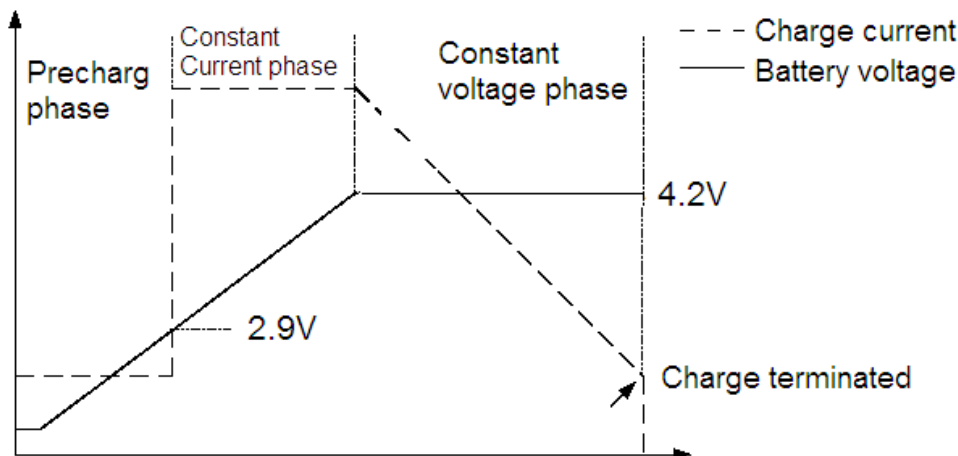 Precharg
phase
Constant
Current phase
Constant
voltage phase
Charge current
Battery voltage
4.2V
2.9V
Charge terminated